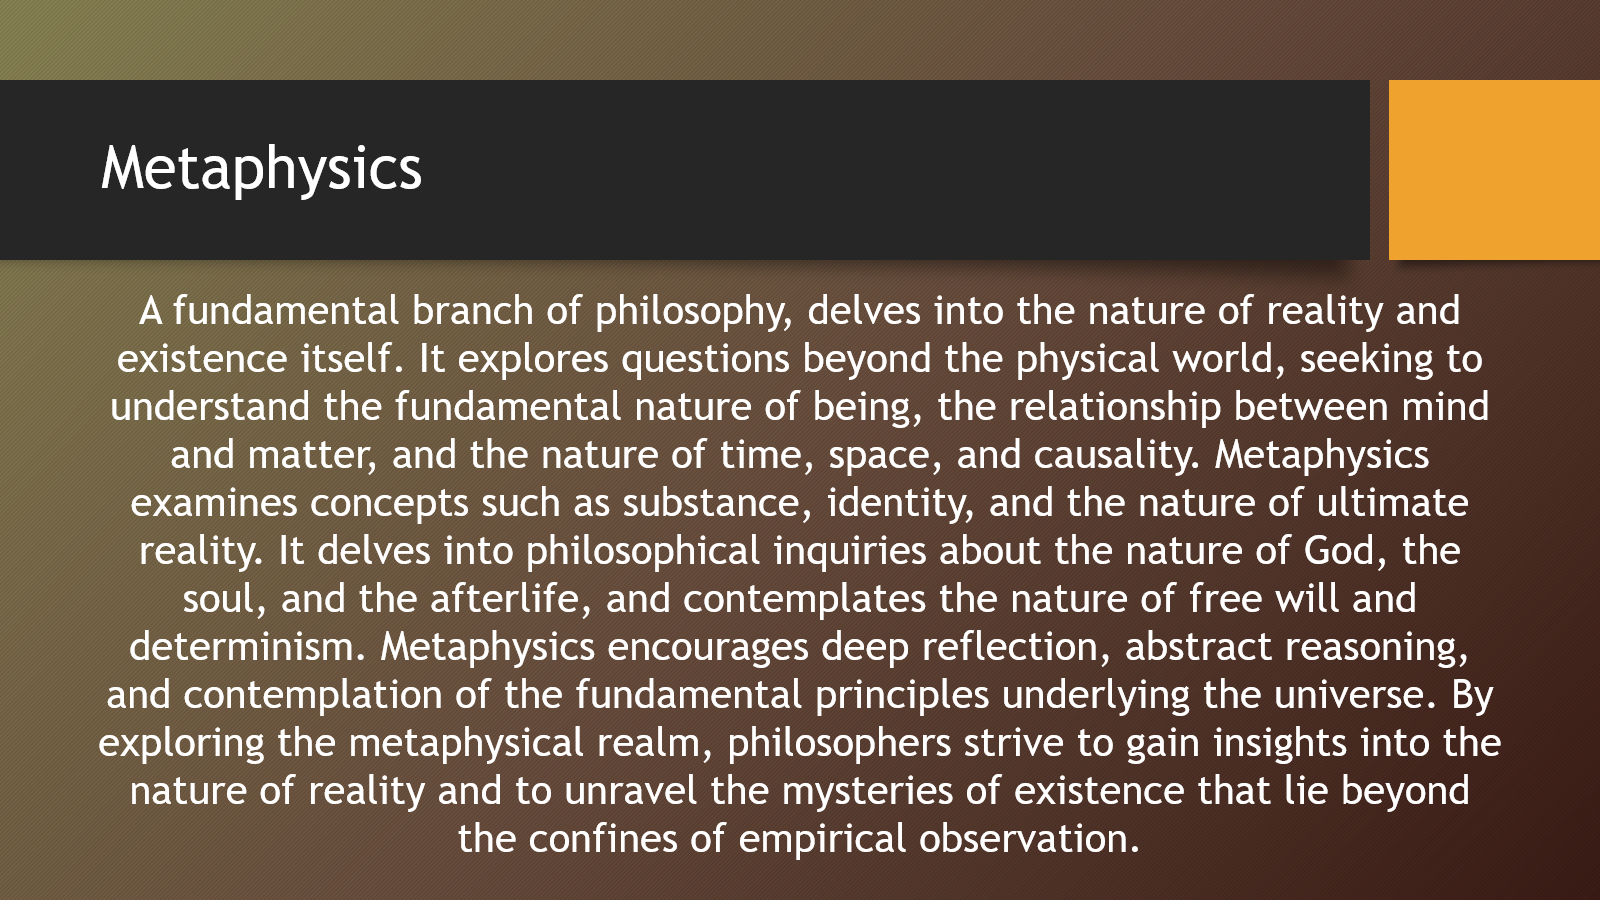 Metaphysics
A fundamental branch of philosophy, delves into the nature of reality and
existence itself. It explores questions beyond the physical world, seeking to
understand the fundamental nature of being, the relationship between mind
and matter, and the nature of time, space, and causality. Metaphysics
examines concepts such as substance, identity, and the nature of ultimate
reality. It delves into philosophical inquiries about the nature of God, the
soul, and the afterlife, and contemplates the nature of free will and
determinism. Metaphysics encourages deep reflection, abstract reasoning,
and contemplation of the fundamental principles underlying the universe. By
exploring the metaphysical realm, philosophers strive to gain insights into the
nature of reality and to unravel the mysteries of existence that lie beyond
the confines of empirical observation.